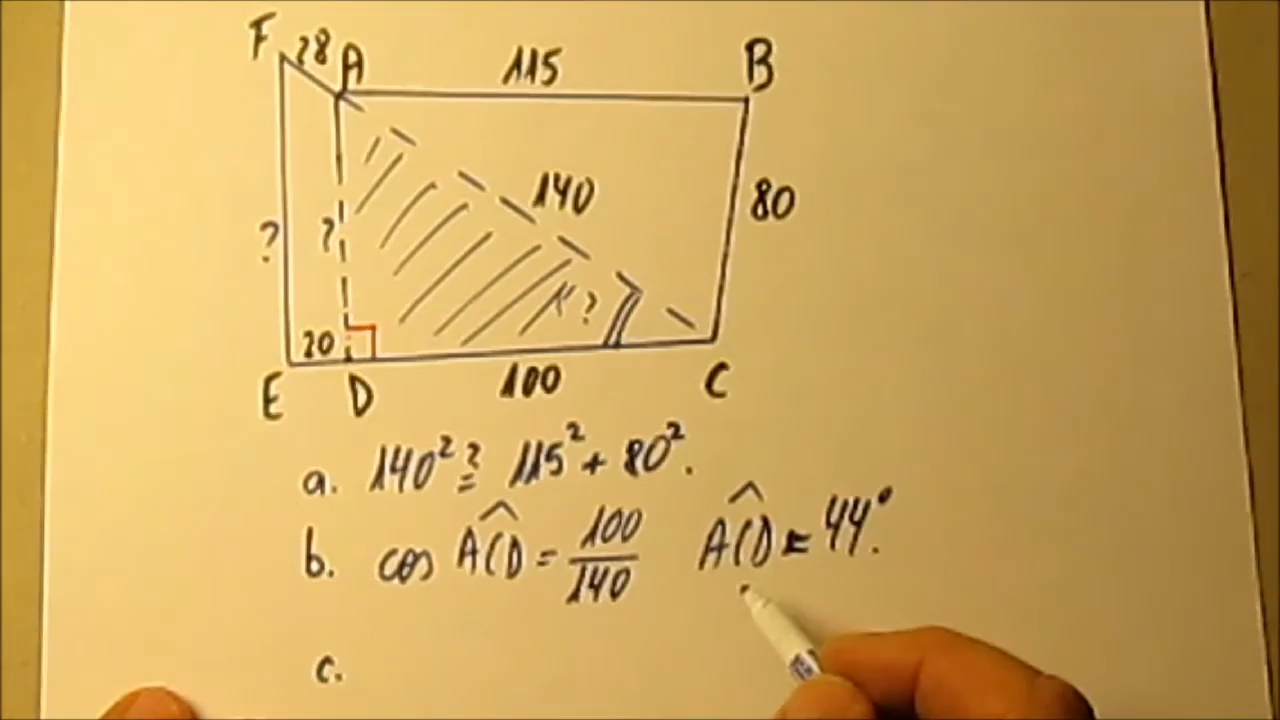 F 28 A 115 B
140
80
? ?
?
20
E D 100 C
a. 140² ≟ 115² + 80².
b. cos ACD = 100/140 ACD = 44°.
c.